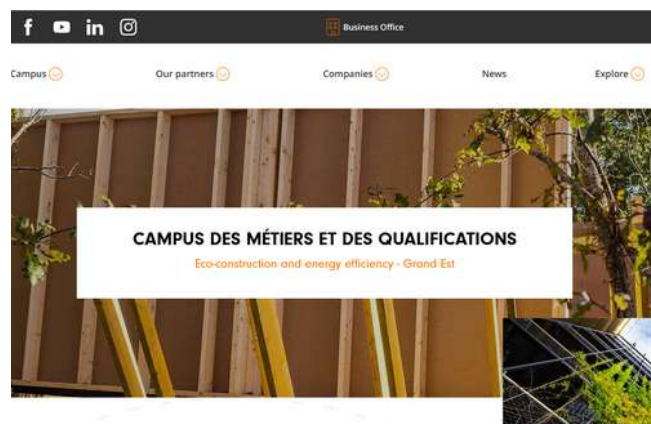 Business Office
Campus
Our partners
Companies
News
Explore
CAMPUS DES MÉTIERS ET DES QUALIFICATIONS
Eco-construction and energy efficiency - Grand Est